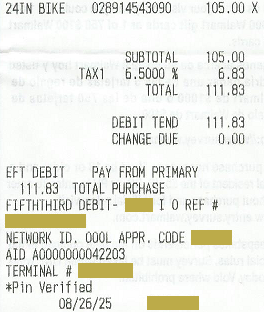 24IN BIKE 028914543090 105.00 X
SUBTOTAL 105.00
TAX1 6.5000 % 6.83
TOTAL 111.83
DEBIT TEND 111.83
CHANGE DUE 0.00
EFT DEBIT PAY FROM PRIMARY
111.83 TOTAL PURCHASE
FIFTHTHIRD DEBIT- I 0 REF #
NETWORK ID. 000L APPR. CODE
AID A0000000042203
TERMINAL #
*Pin Verified
08/26/25